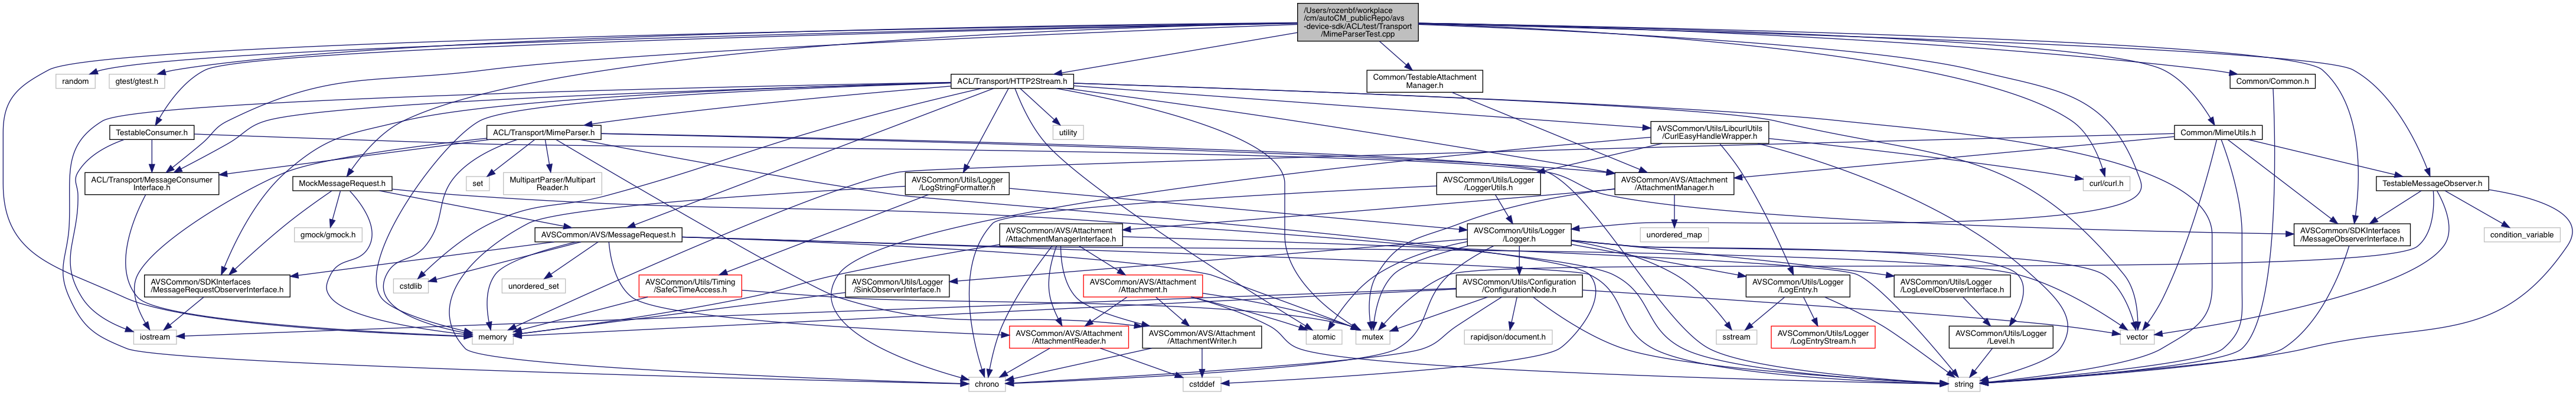 /Users/rozenbf/workplace
/cm/autoCM_publicRepo/avs
-device-sdk/ACL/test/Transport
/MimeParserTest.cpp
random
gtest/gtest.h
ACL/Transport/HTTP2Stream.h
Common/TestableAttachment
Manager.h
Common/Common.h
TestableConsumer.h
ACL/Transport/MimeParser.h
utility
AVSCommon/Utils/LibcurlUtils
/CurlEasyHandleWrapper.h
Common/MimeUtils.h
ACL/Transport/MessageConsumer
Interface.h
MockMessageRequest.h
set
MultipartParser/Multipart
Reader.h
AVSCommon/Utils/Logger
/LogStringFormatter.h
AVSCommon/Utils/Logger
/LoggerUtils.h
AVSCommon/AVS/Attachment
/AttachmentManager.h
curl/curl.h
TestableMessageObserver.h
gmock/gmock.h
AVSCommon/AVS/MessageRequest.h
AVSCommon/AVS/Attachment
/AttachmentManagerInterface.h
AVSCommon/Utils/Logger
/Logger.h
unordered_map
AVSCommon/SDKInterfaces
/MessageObserverInterface.h
condition_variable
AVSCommon/SDKInterfaces
/MessageRequestObserverInterface.h
cstdlib
unordered_set
AVSCommon/Utils/Timing
/SafeCTimeAccess.h
AVSCommon/Utils/Logger
/SinkObserverInterface.h
AVSCommon/AVS/Attachment
/Attachment.h
AVSCommon/Utils/Configuration
/ConfigurationNode.h
AVSCommon/Utils/Logger
/LogEntry.h
AVSCommon/Utils/Logger
/LogLevelObserverInterface.h
iostream
memory
AVSCommon/AVS/Attachment
/AttachmentReader.h
AVSCommon/AVS/Attachment
/AttachmentWriter.h
atomic
mutex
rapidjson/document.h
sstream
AVSCommon/Utils/Logger
/LogEntryStream.h
AVSCommon/Utils/Logger
/Level.h
vector
chrono
cstddef
string